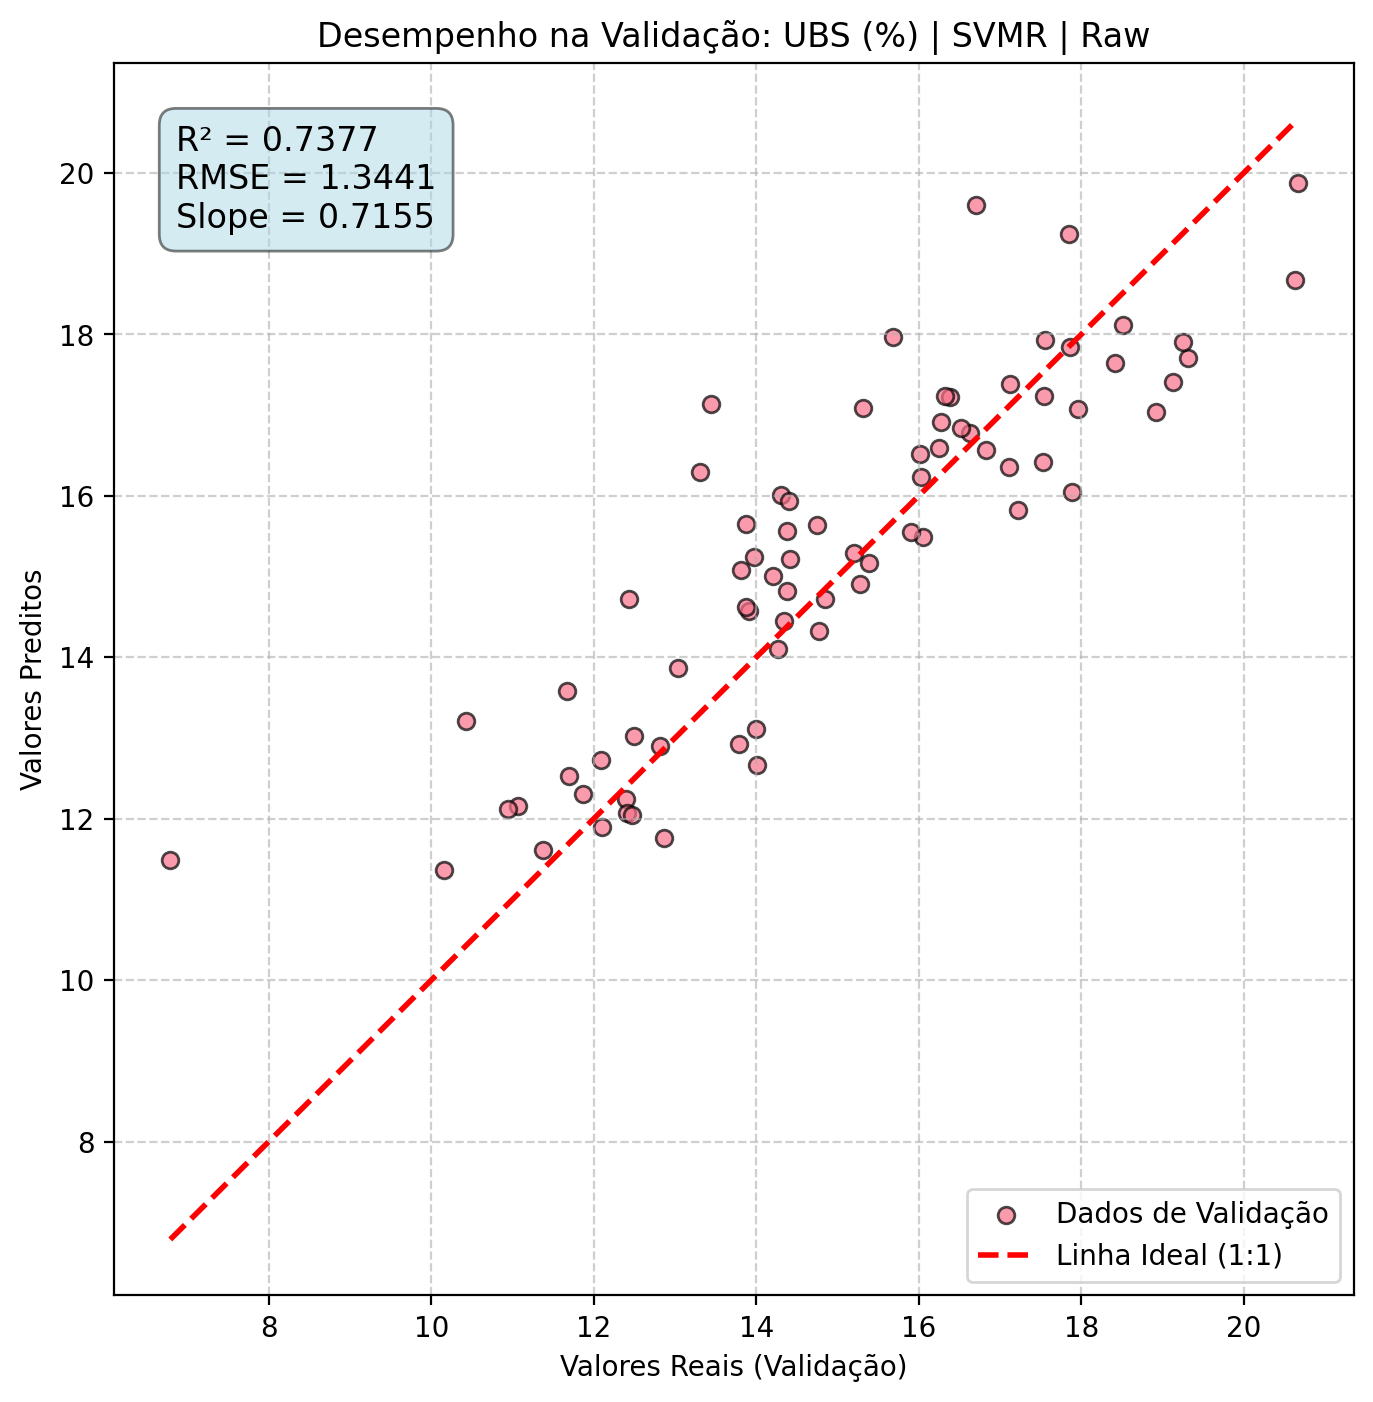 Desempenho na Validação: UBS (%) | SVMR | Raw
R² = 0.7377
RMSE = 1.3441
Slope = 0.7155
20
18
16
14
12
10
8
Valores Preditos
Dados de Validação
Linha Ideal (1:1)
8 10 12 14 16 18 20
Valores Reais (Validação)